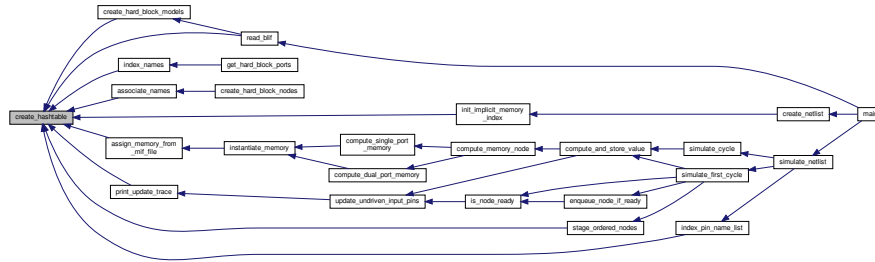 create_hard_block_models
read_blif
index_names
get_hard_block_ports
associate_names
create_hard_block_nodes
create_hashtable
init_implicit_memory
_index
create_netlist
main
assign_memory_from
_mif_file
instantiate_memory
compute_single_port
_memory
compute_dual_port_memory
compute_memory_node
compute_and_store_value
simulate_cycle
simulate_netlist
simulate_first_cycle
print_update_trace
update_undriven_input_pins
is_node_ready
enqueue_node_if_ready
stage_ordered_nodes
index_pin_name_list